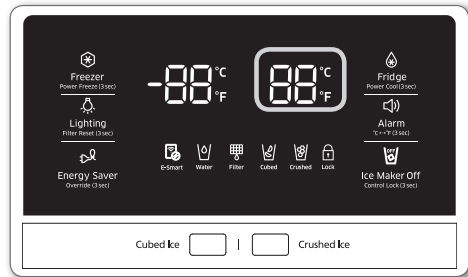 Freezer
Power Freeze (3 sec)
Lighting
Filter Reset (3 sec)
Energy Saver
Override (3 sec)
-88 °C °F
88 °C °F
E-Smart Water Filter Cubed Crushed Lock
Fridge
Power Cool (3 sec)
Alarm
°C↔°F (3 sec)
OFF
Ice Maker Off
Control Lock (3 sec)
Cubed Ice | Crushed Ice